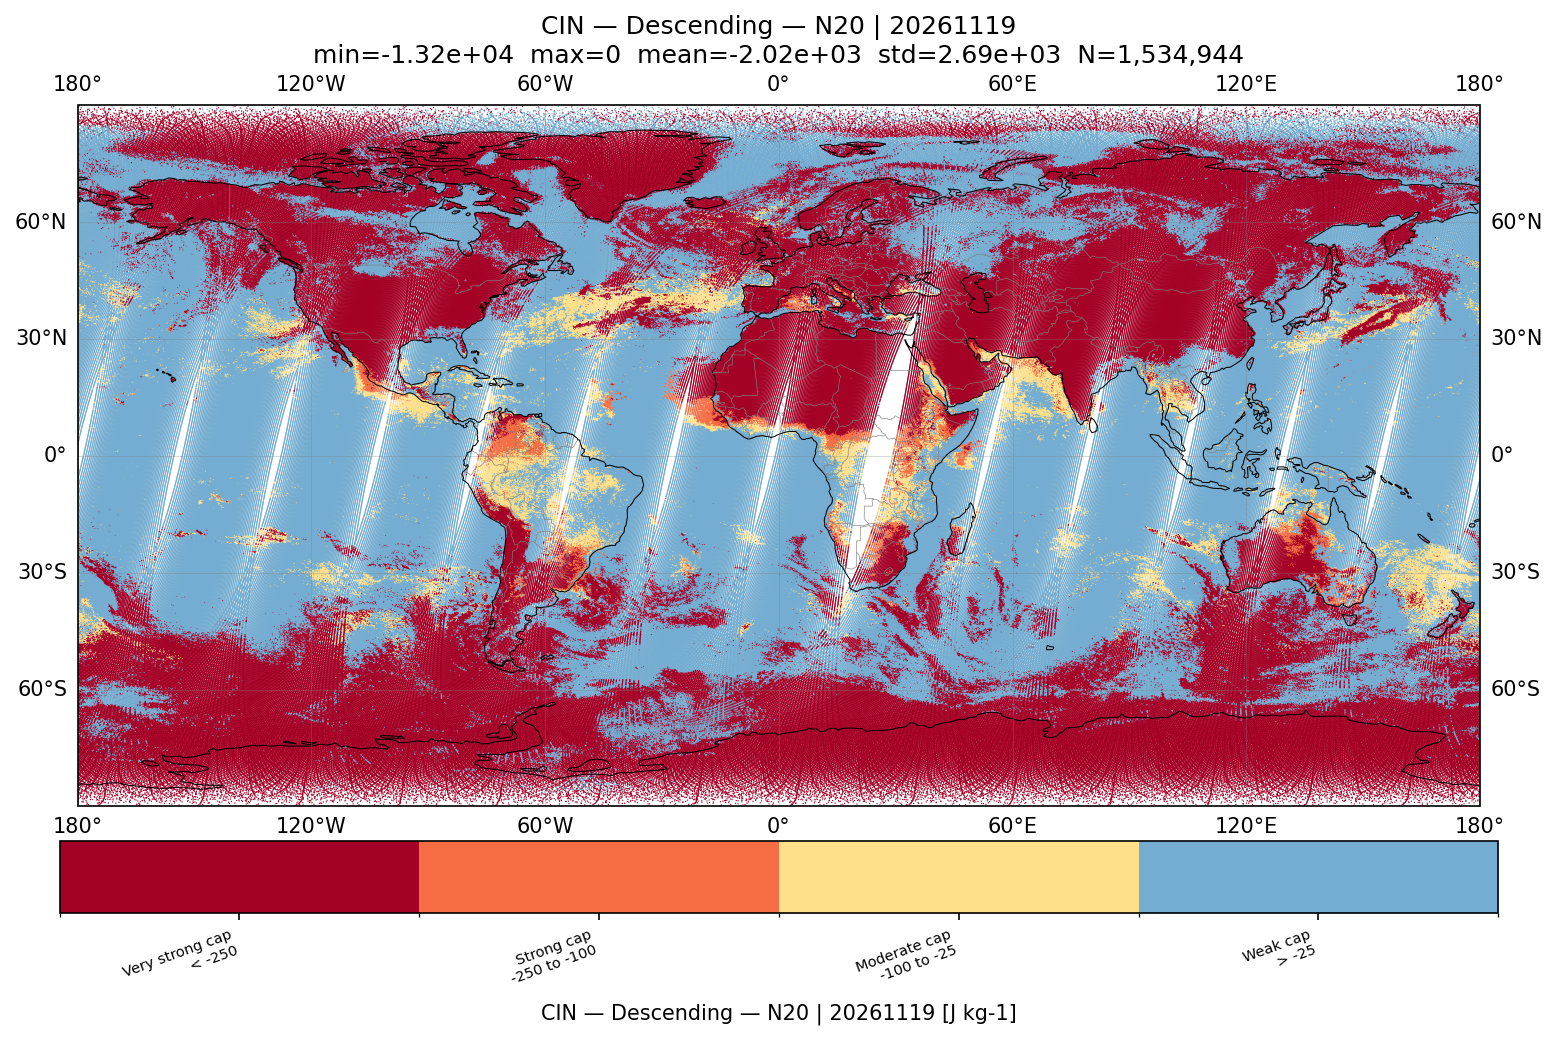 CIN — Descending — N20 | 20261119
min=-1.32e+04  max=0  mean=-2.02e+03  std=2.69e+03  N=1,534,944
180° 120°W 60°W 0° 60°E 120°E 180°
60°N 60°N
30°N 30°N
0° 0°
30°S 30°S
60°S 60°S
180° 120°W 60°W 0° 60°E 120°E 180°
Very strong cap
< -250
Strong cap
-250 to -100
Moderate cap
-100 to -25
Weak cap
> -25
CIN — Descending — N20 | 20261119 [J kg-1]